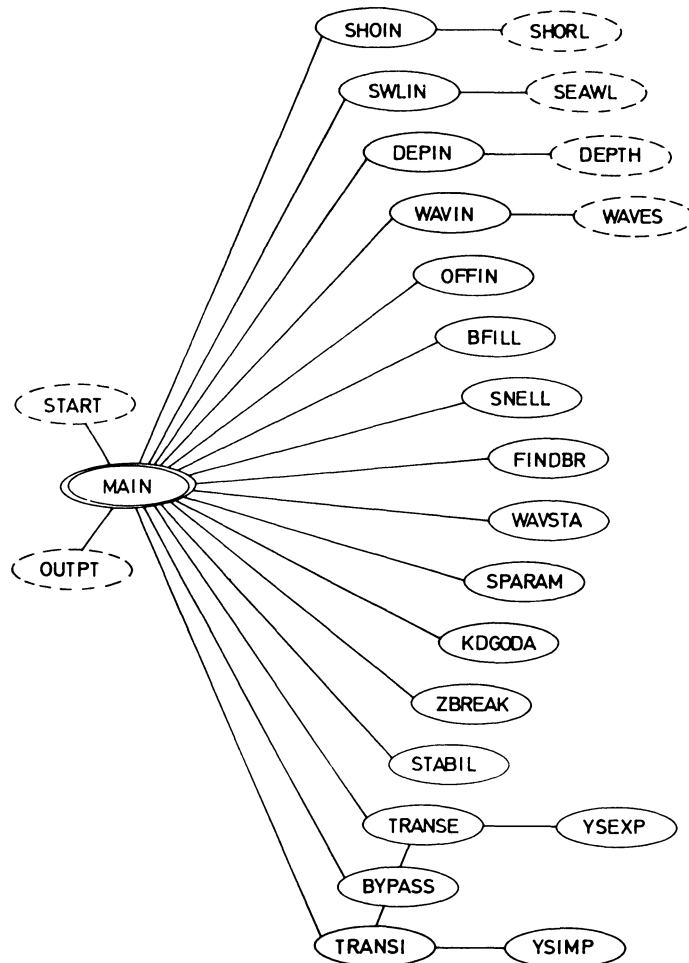 SHOIN SHORL
SWLIN SEAWL
DEPIN DEPTH
WAVIN WAVES
OFFIN
BFILL
START
SNELL
FINDBR
MAIN
WAVSTA
OUTPT
SPARAM
KDGODA
ZBREAK
STABIL
TRANSE YSEXP
BYPASS
TRANSI YSIMP